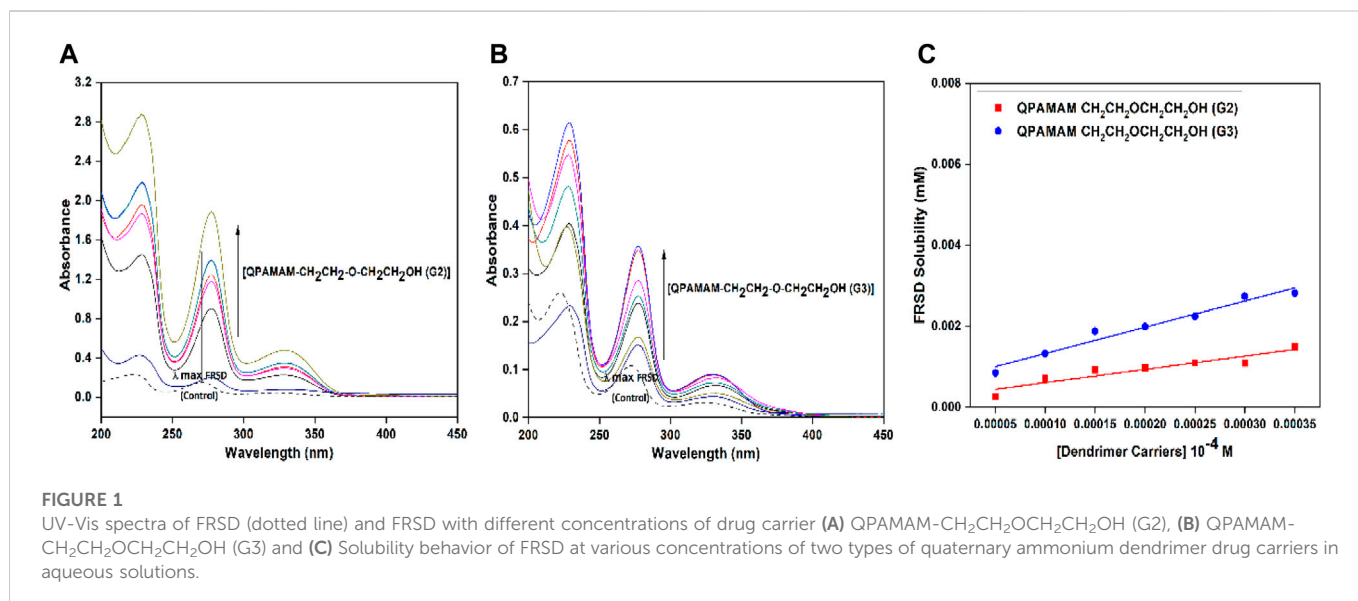 A
3.2
2.8
2.4
2.0
1.6
1.2
0.8
0.4
0.0
Absorbance
[QPAMAM-CH₂CH₂-O-CH₂CH₂OH (G2)]
λ max FRSD
(Control)
200 250 300 350 400 450
Wavelength (nm)
B
0.7
0.6
0.5
0.4
0.3
0.2
0.1
0.0
Absorbance
[QPAMAM-CH₂CH₂-O-CH₂CH₂OH (G3)]
λ max FRSD
(Control)
200 250 300 350 400 450
Wavelength (nm)
C
0.008
0.006
0.004
0.002
0.000
FRSD Solubility (mM)
QPAMAM CH₂CH₂OCH₂CH₂OH (G2)
QPAMAM CH₂CH₂OCH₂CH₂OH (G3)
0.00005 0.00010 0.00015 0.00020 0.00025 0.00030 0.00035
[Dendrimer Carriers] 10⁻⁴ M
FIGURE 1
UV-Vis spectra of FRSD (dotted line) and FRSD with different concentrations of drug carrier (A) QPAMAM-CH₂CH₂OCH₂CH₂OH (G2), (B) QPAMAM-
CH₂CH₂OCH₂CH₂OH (G3) and (C) Solubility behavior of FRSD at various concentrations of two types of quaternary ammonium dendrimer drug carriers in
aqueous solutions.